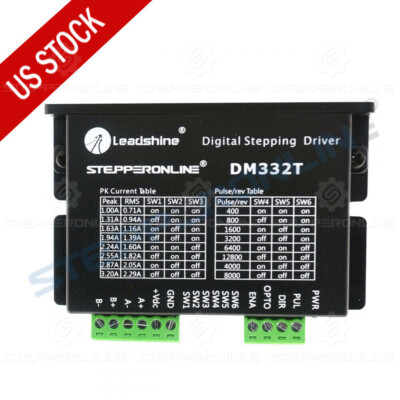 US STOCK
Leadshine®
Digital Stepping Driver
STEPPERONLINE®
DM332T
PK Current Table
Peak RMS SW1 SW2 SW3
1.00A 0.71A on on on
1.31A 0.94A off on on
1.63A 1.16A on off on
1.94A 1.39A off off on
2.24A 1.60A on on off
2.55A 1.82A off on off
2.87A 2.05A on off off
3.20A 2.29A off off off
Pulse/rev Table
Pulse/rev SW4 SW5 SW6
400 on on on
800 off on on
1600 on off on
3200 off off on
6400 on on off
12800 off on off
4000 on off off
8000 off off off
B-
B+
A-
A+
+Vdc
GND
SW1
SW2
SW3
SW4
SW5
SW6
ENA
OPTO
DIR
PUL
PWR
STEPPERONLINE